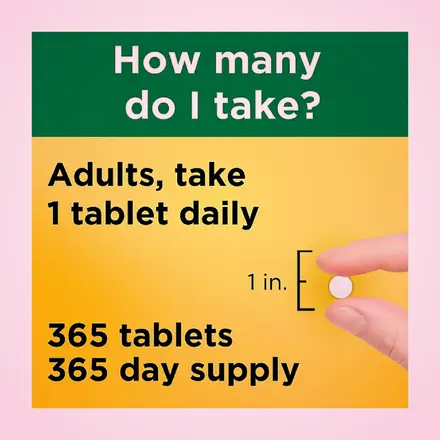 How many
do I take?
Adults, take
1 tablet daily
1 in.
365 tablets
365 day supply